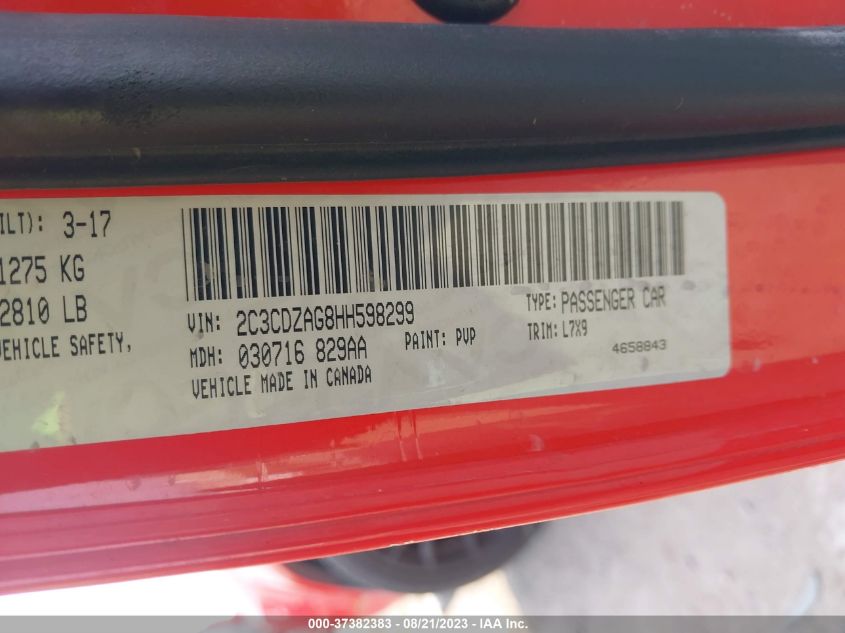 ILT): 3-17
1275 KG
2810 LB
VEHICLE SAFETY,
VIN: 2C3CDZAG8HH598299
TYPE: PASSENGER CAR
MDH: 030716 829AA
PAINT: PVP
TRIM: L7X9
VEHICLE MADE IN CANADA
4658843
000-37382383 - 08/21/2023 - IAA Inc.